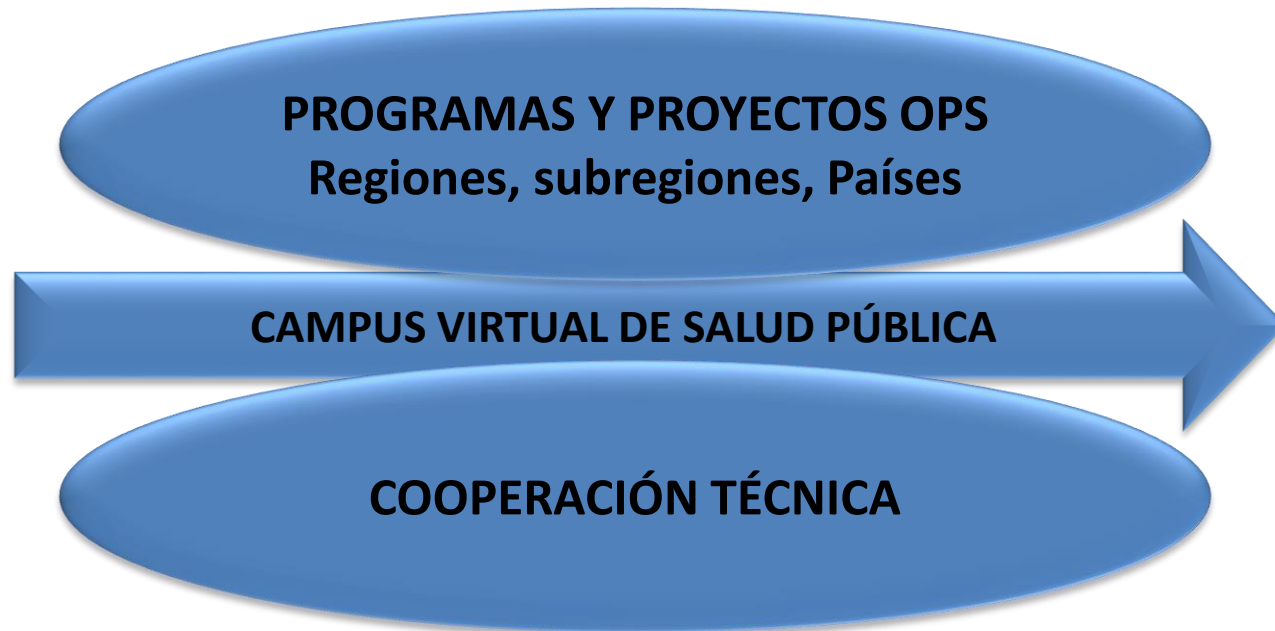 PROGRAMAS Y PROYECTOS OPS
Regiones, subregiones, Países
CAMPUS VIRTUAL DE SALUD PÚBLICA
COOPERACIÓN TÉCNICA